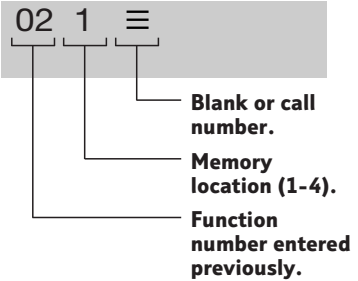 02 1 ☰
Blank or call
number.
Memory
location (1-4).
Function
number entered
previously.